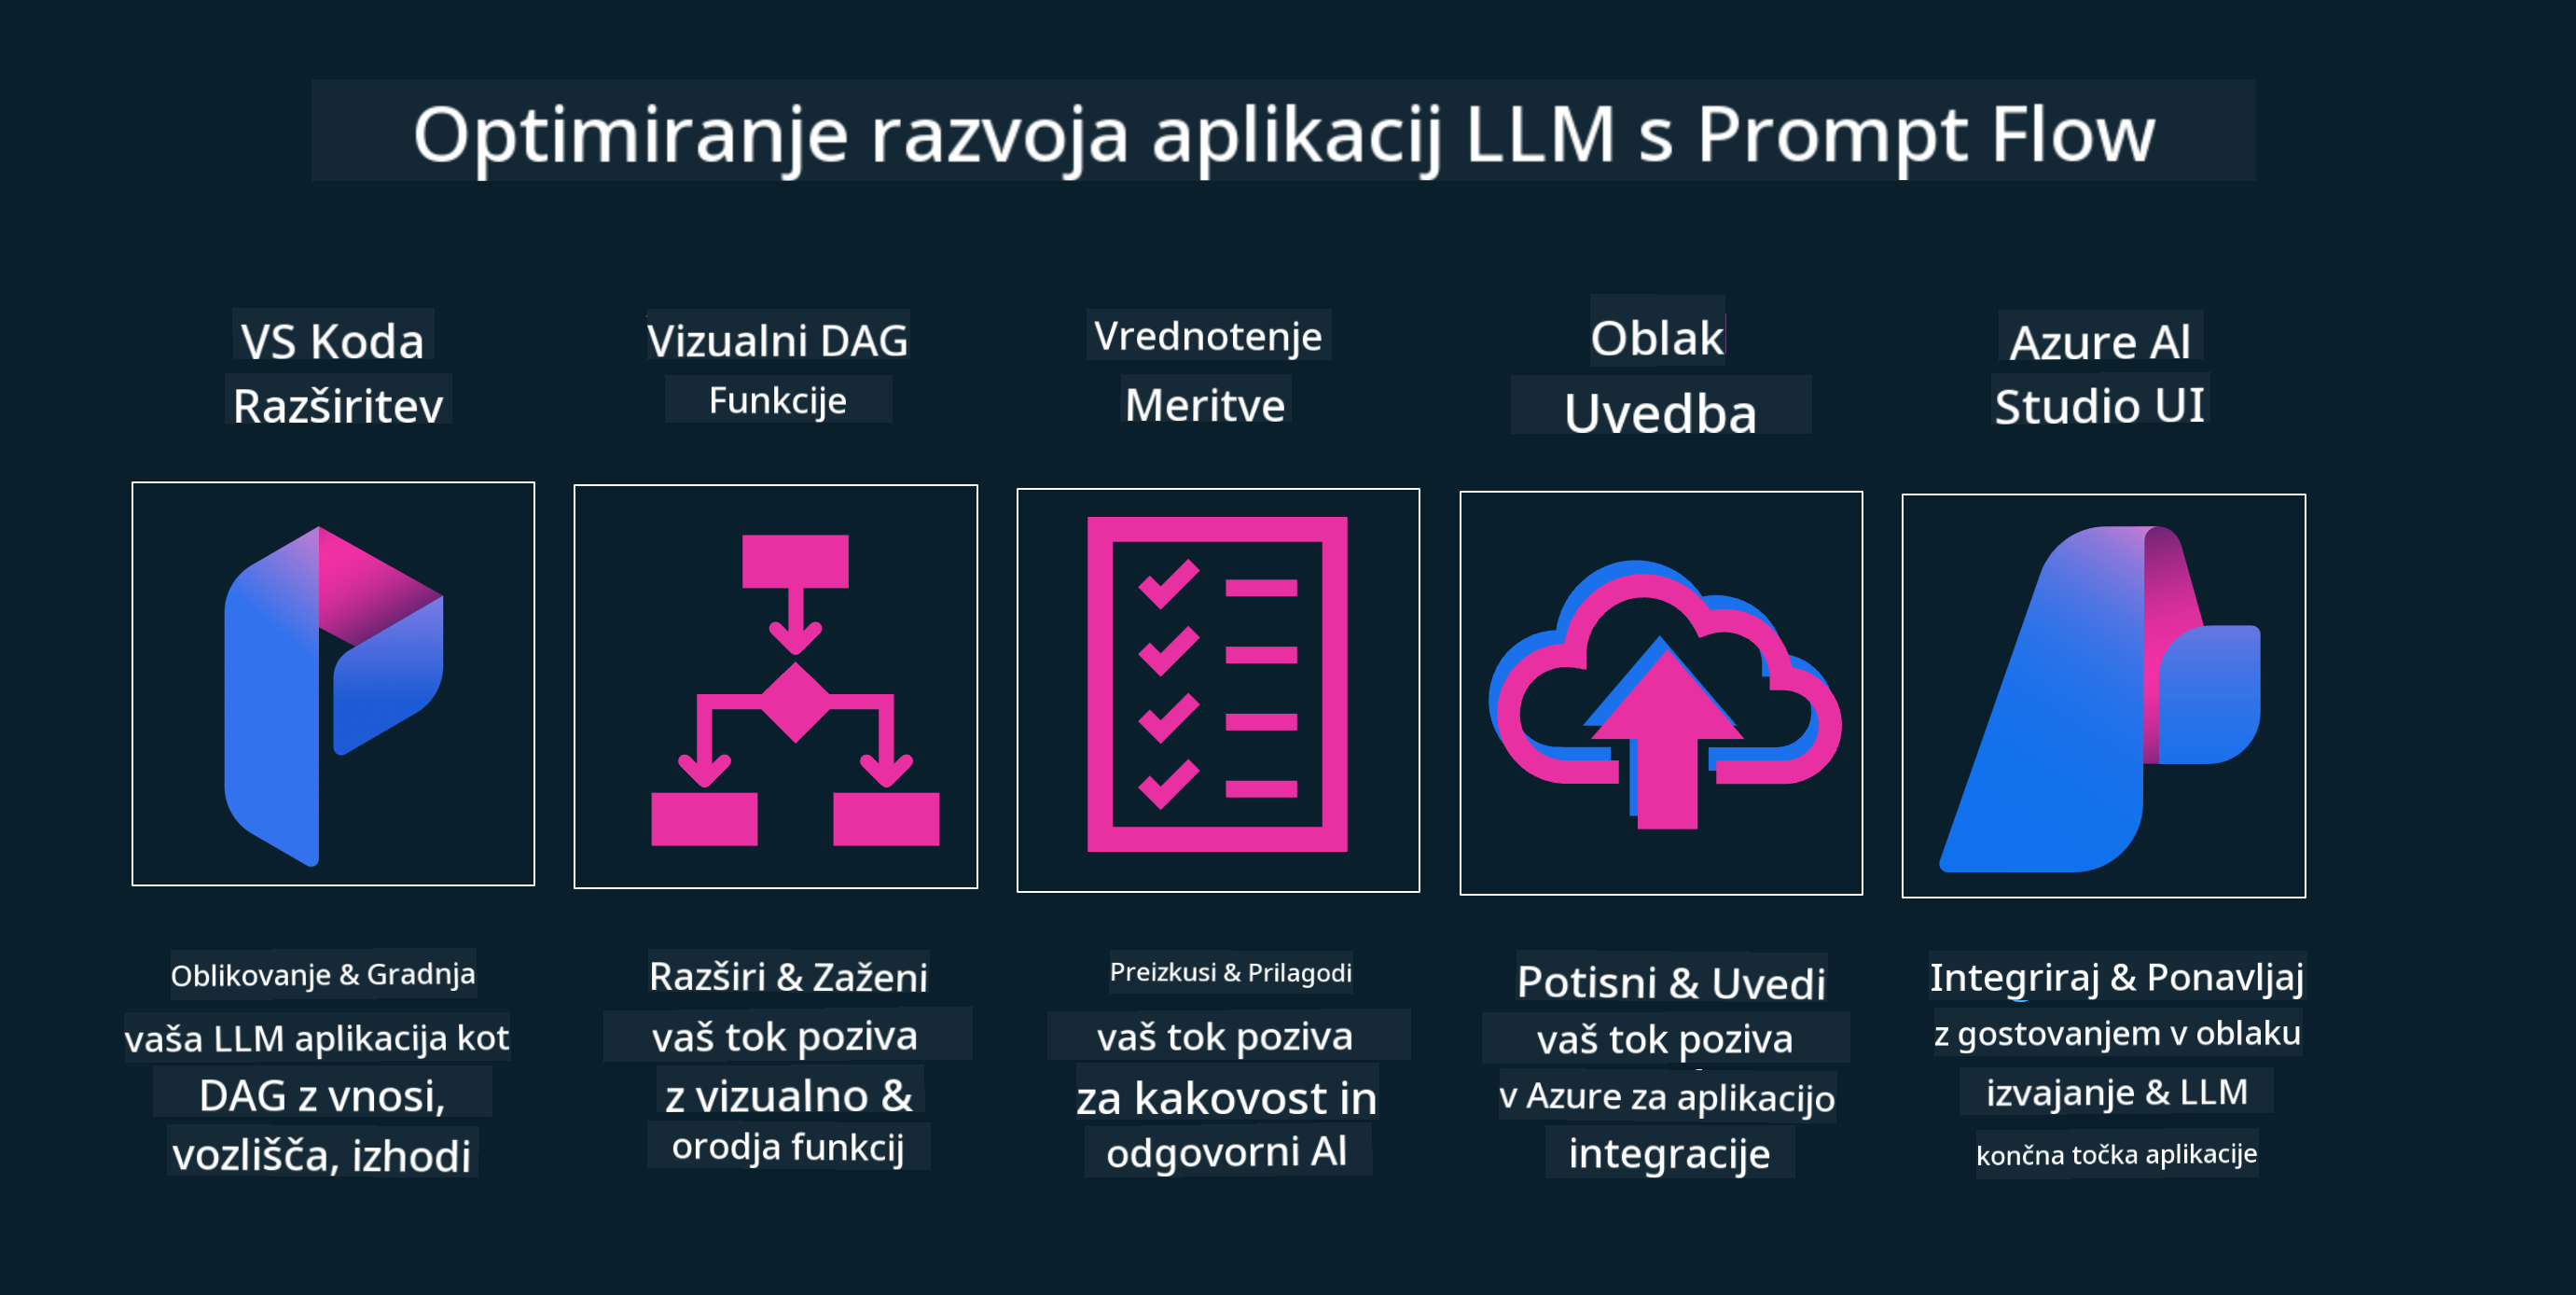 Optimiranje razvoja aplikacij LLM s Prompt Flow
VS Koda
Razširitev
Vizualni DAG
Funkcije
Vrednotenje
Meritve
Oblak
Uvedba
Azure Al
Studio UI
Oblikovanje & Gradnja
vaša LLM aplikacija kot
DAG z vnosi,
vozlišča, izhodi
Razširi & Zaženi
vaš tok poziva
z vizualno &
orodja funkcij
Preizkusi & Prilagodi
vaš tok poziva
za kakovost in
odgovorni Al
Potisni & Uvedi
vaš tok poziva
v Azure za aplikacijo
integracije
Integriraj & Ponavljaj
z gostovanjem v oblaku
izvajanje & LLM
končna točka aplikacije